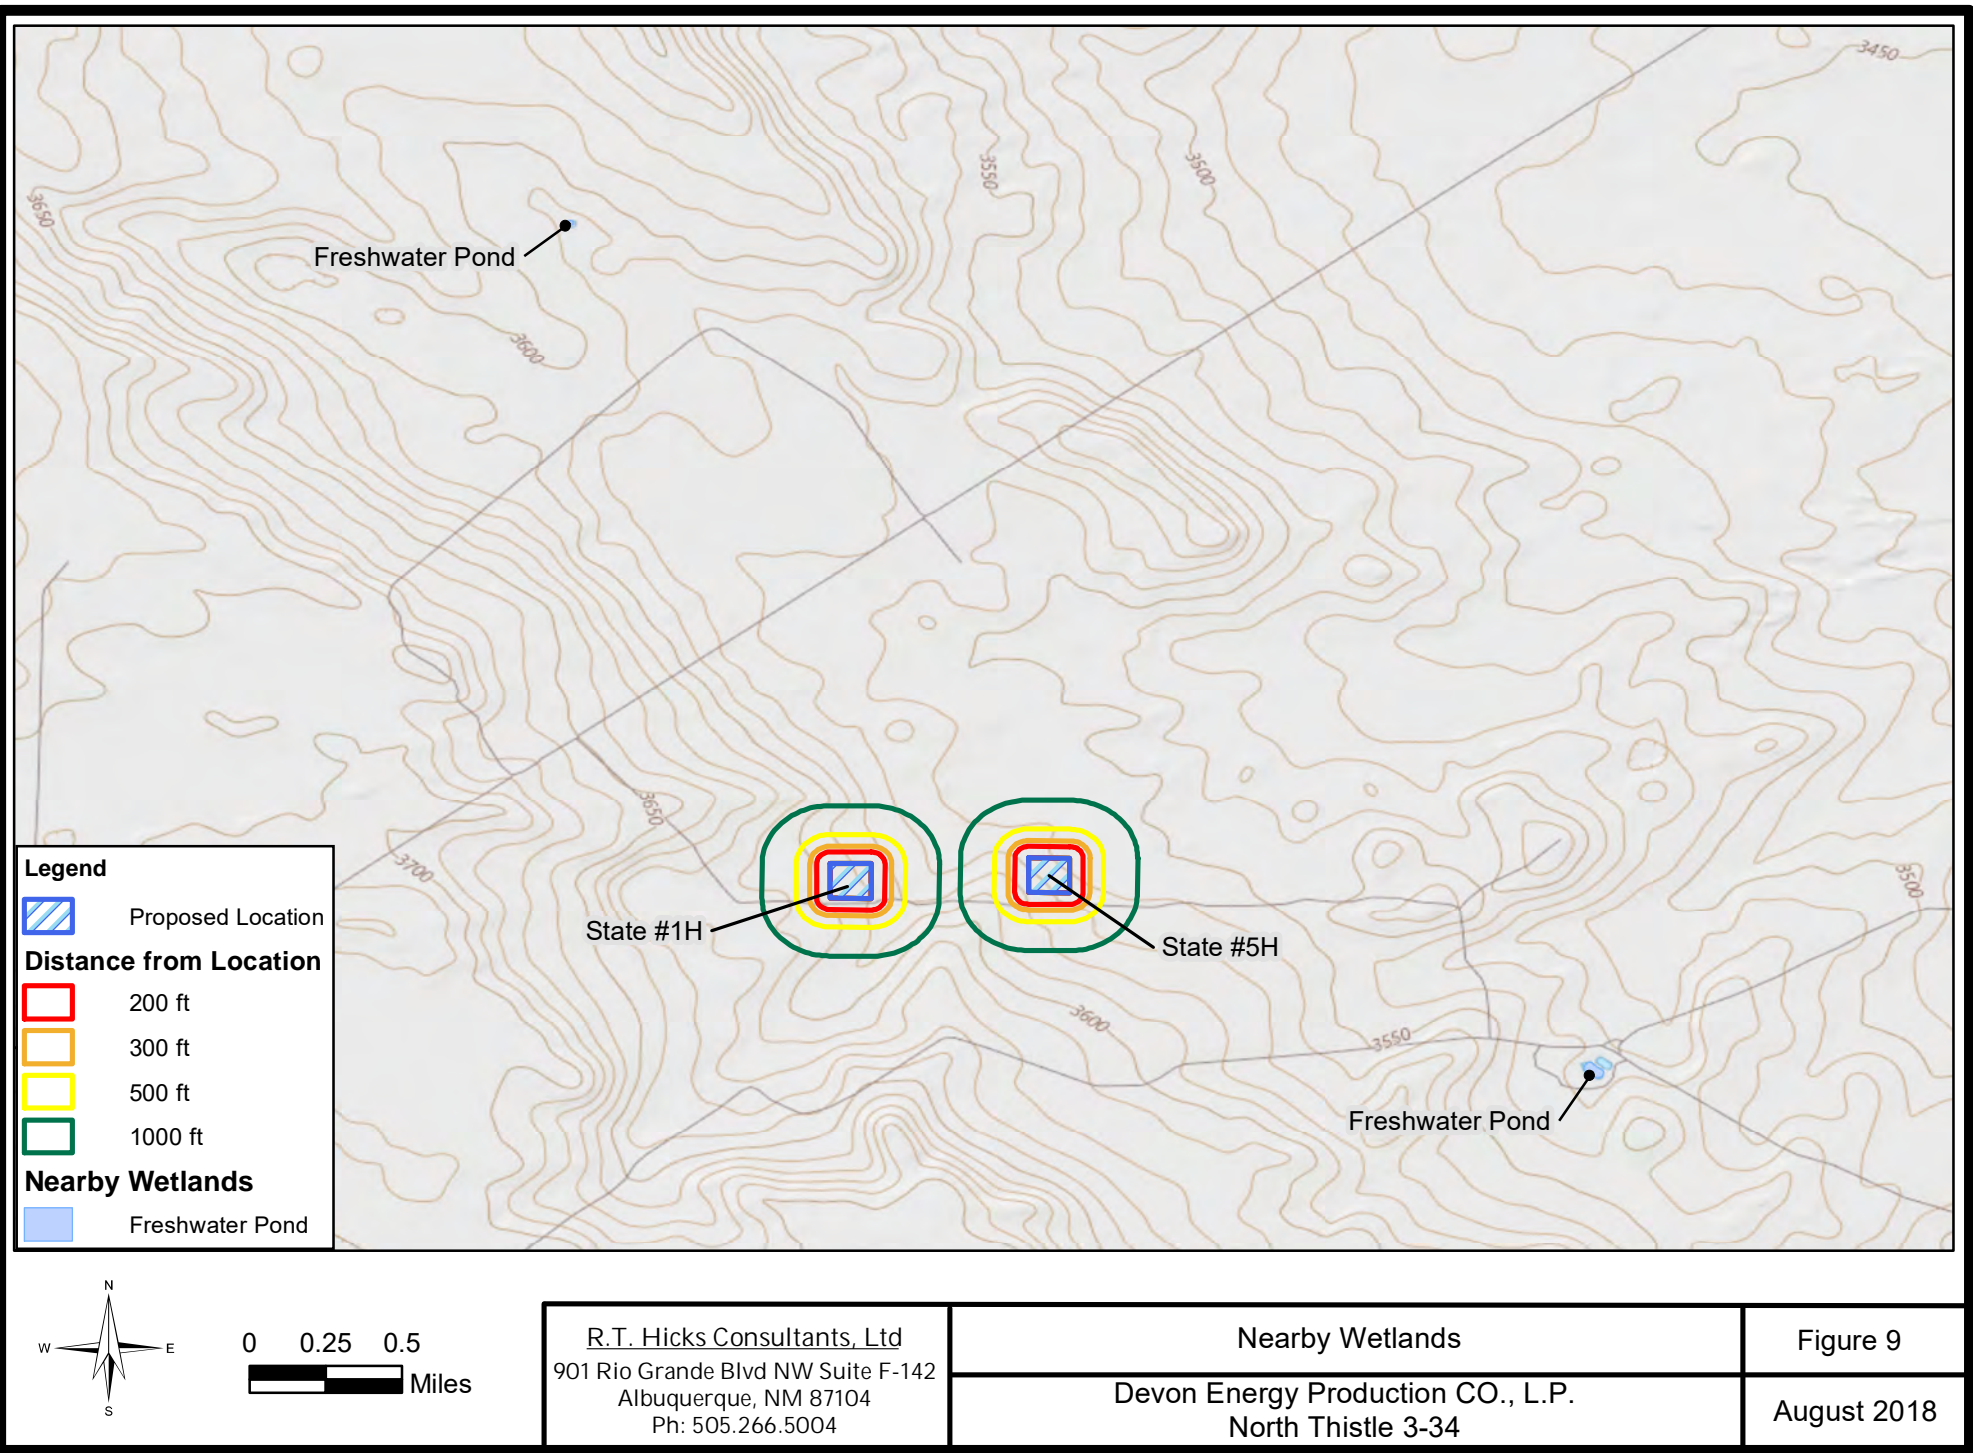 3450
3550
3500
3650
Freshwater Pond
3600
3650
3700
3500
State #1H
State #5H
3600
3550
Freshwater Pond
Legend
Proposed Location
Distance from Location
200 ft
300 ft
500 ft
1000 ft
Nearby Wetlands
Freshwater Pond
N
W
E
S
0 0.25 0.5
Miles
R.T. Hicks Consultants, Ltd
901 Rio Grande Blvd NW Suite F-142
Albuquerque, NM 87104
Ph: 505.266.5004
Nearby Wetlands
Devon Energy Production CO., L.P.
North Thistle 3-34
Figure 9
August 2018